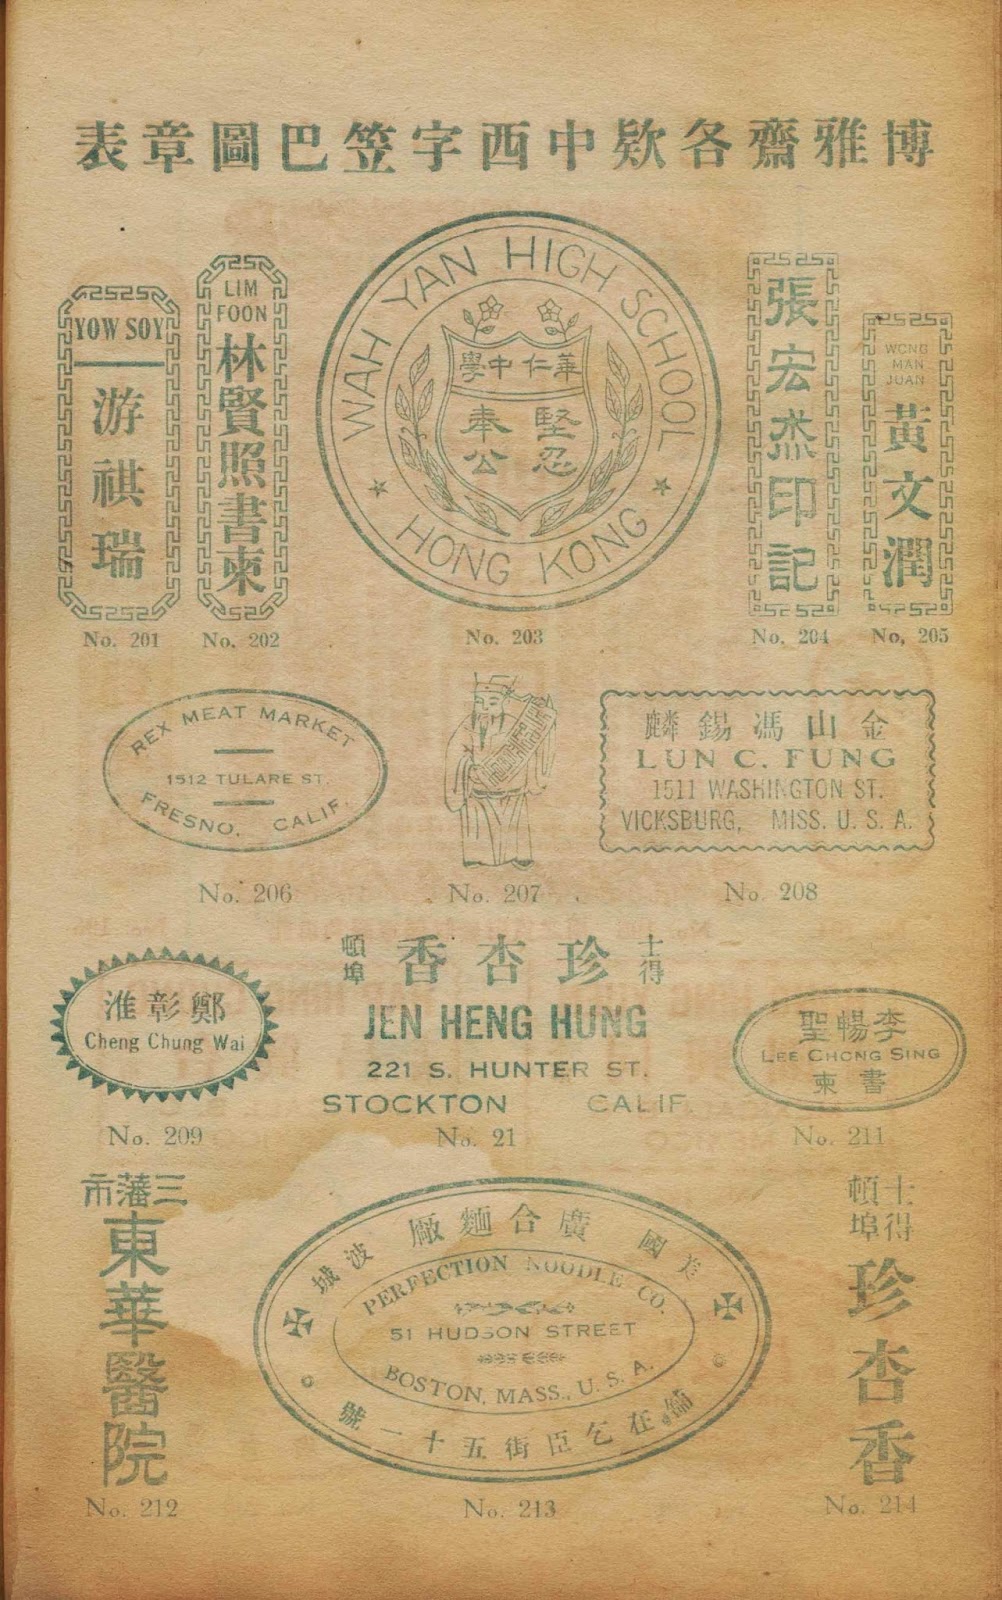 博雅齋各欵中西字笠巴圖章表
YOW SOY
游祺瑞
No. 201
LIM
FOON
林賢照書柬
No. 202
WAH YAN HIGH SCHOOL
華仁中學
堅忍
奉公
HONG KONG
No. 203
張宏杰印記
No. 204
WONG
MAN
JUAN
黃文潤
No, 205
REX MEAT MARKET
1512 TULARE ST.
FRESNO, CALIF.
No. 206
No. 207
金山馮錫麟
LUN C. FUNG
1511 WASHINGTON ST.
VICKSBURG, MISS. U. S. A.
No. 208
鄭彰淮
Cheng Chung Wai
No. 209
士得
珍杏香
頓埠
JEN HENG HUNG
221 S. HUNTER ST.
STOCKTON CALIF
No. 21
李暢聖
LEE CHONG SING
書柬
No. 211
三藩市
東華醫院
No. 212
美國廣合麵廠波城
PERFECTION NOODLE CO.
51 HUDSON STREET
BOSTON, MASS., U. S. A.
舖在乞臣街五十一號
No. 213
士得
頓埠
珍杏香
No. 214